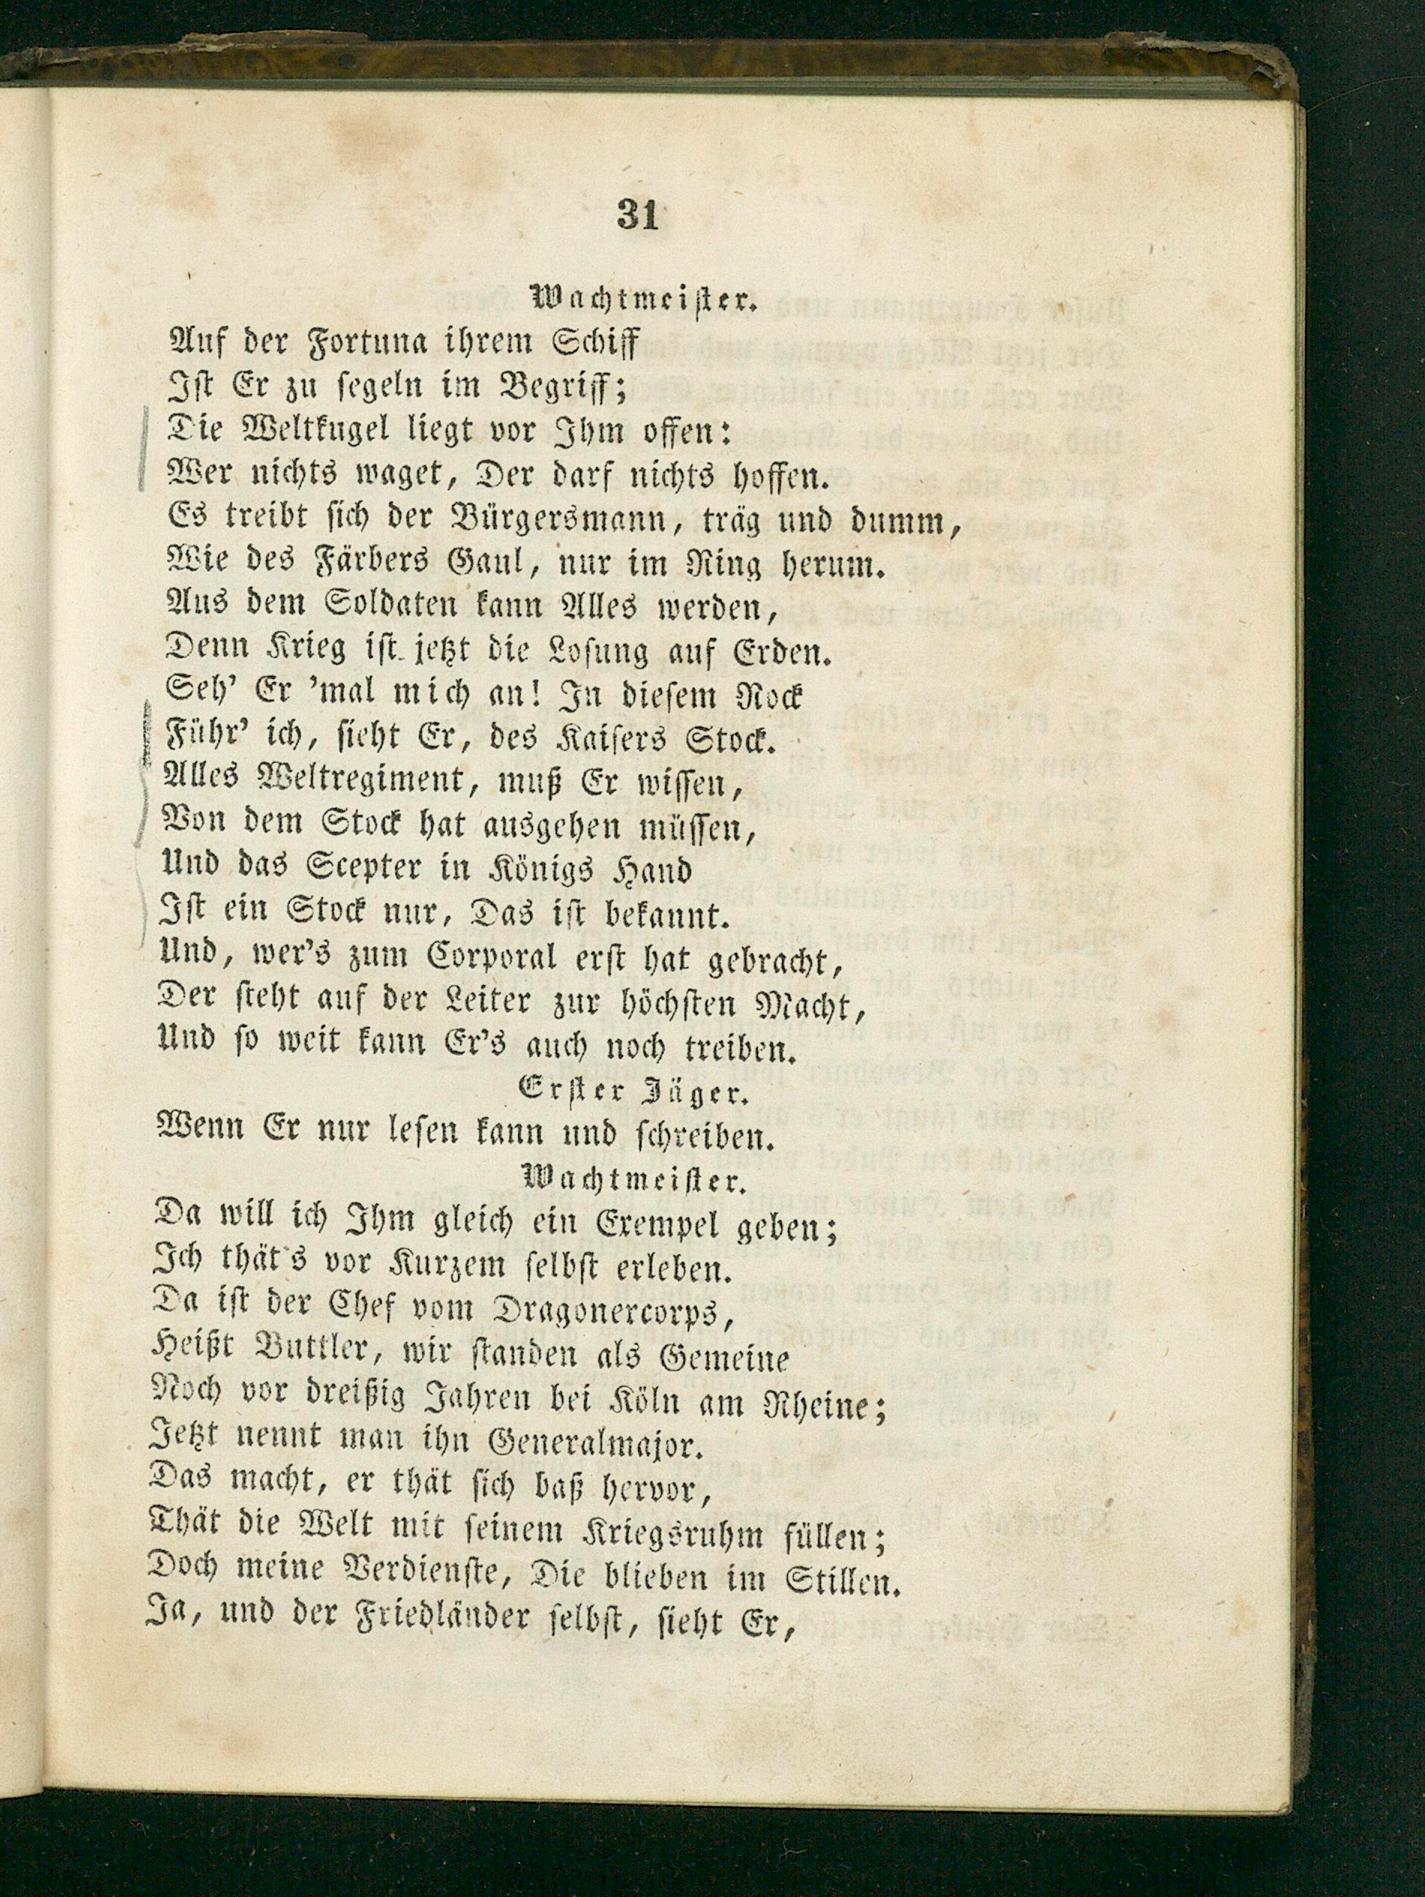 31
Wachtmeister.
Auf der Fortuna ihrem Schiff
Ist Er zu segeln im Begriff;
Die Weltkugel liegt vor Ihm offen:
Wer nichts waget, Der darf nichts hoffen.
Es treibt sich der Bürgersmann, träg und dumm,
Wie des Färbers Gaul, nur im Ring herum.
Aus dem Soldaten kann Alles werden,
Denn Krieg ist jetzt die Losung auf Erden.
Seh' Er 'mal mich an! In diesem Rock
Führ' ich, sieht Er, des Kaisers Stock.
Alles Weltregiment, muß Er wissen,
Von dem Stock hat ausgehen müssen,
Und das Scepter in Königs Hand
Ist ein Stock nur, Das ist bekannt.
Und, wer's zum Corporal erst hat gebracht,
Der steht auf der Leiter zur höchsten Macht,
Und so weit kann Er's auch noch treiben.
Erster Jäger.
Wenn Er nur lesen kann und schreiben.
Wachtmeister.
Da will ich Ihm gleich ein Exempel geben;
Ich thät's vor Kurzem selbst erleben.
Da ist der Chef vom Dragonercorps,
Heißt Buttler, wir standen als Gemeine
Noch vor dreißig Jahren bei Köln am Rheine;
Jetzt nennt man ihn Generalmajor.
Das macht, er thät sich baß hervor,
Thät die Welt mit seinem Kriegsruhm füllen;
Doch meine Verdienste, Die blieben im Stillen.
Ja, und der Friedländer selbst, sieht Er,